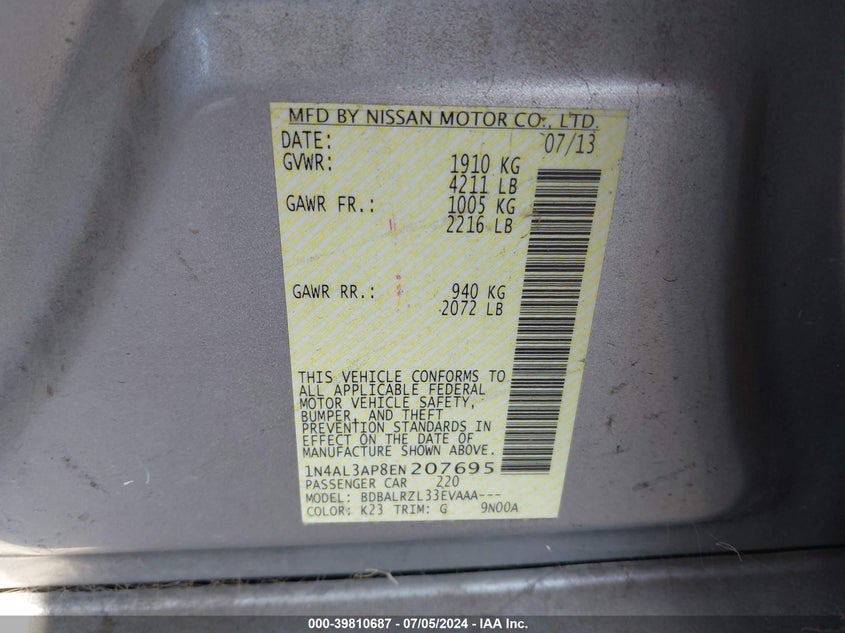 MFD BY NISSAN MOTOR CO., LTD.
DATE: 07/13
GVWR: 1910 KG
4211 LB
GAWR FR.: 1005 KG
2216 LB
GAWR RR.: 940 KG
2072 LB
THIS VEHICLE CONFORMS TO
ALL APPLICABLE FEDERAL
MOTOR VEHICLE SAFETY,
BUMPER, AND THEFT
PREVENTION STANDARDS IN
EFFECT ON THE DATE OF
MANUFACTURE SHOWN ABOVE.
1N4AL3AP8EN207695
PASSENGER CAR 220
MODEL: BDBALRZL33EVAAA---
COLOR: K23 TRIM: G 9N00A
000-39810687 - 07/05/2024 - IAA Inc.